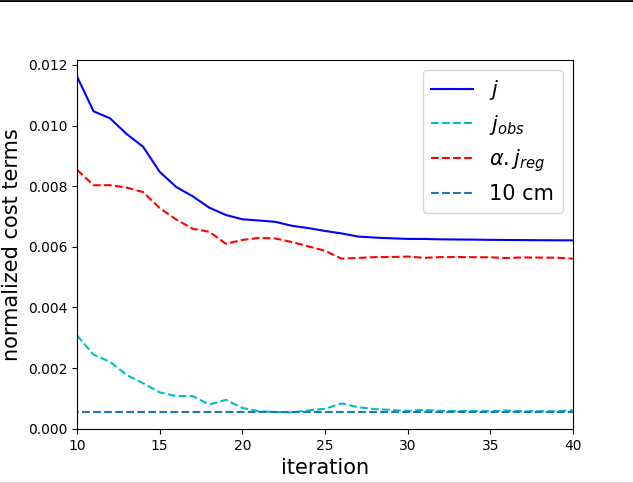 0.012
0.010
0.008
0.006
0.004
0.002
0.000
normalized cost terms
10 15 20 25 30 35 40
iteration
j
j_obs
α.j_reg
10 cm